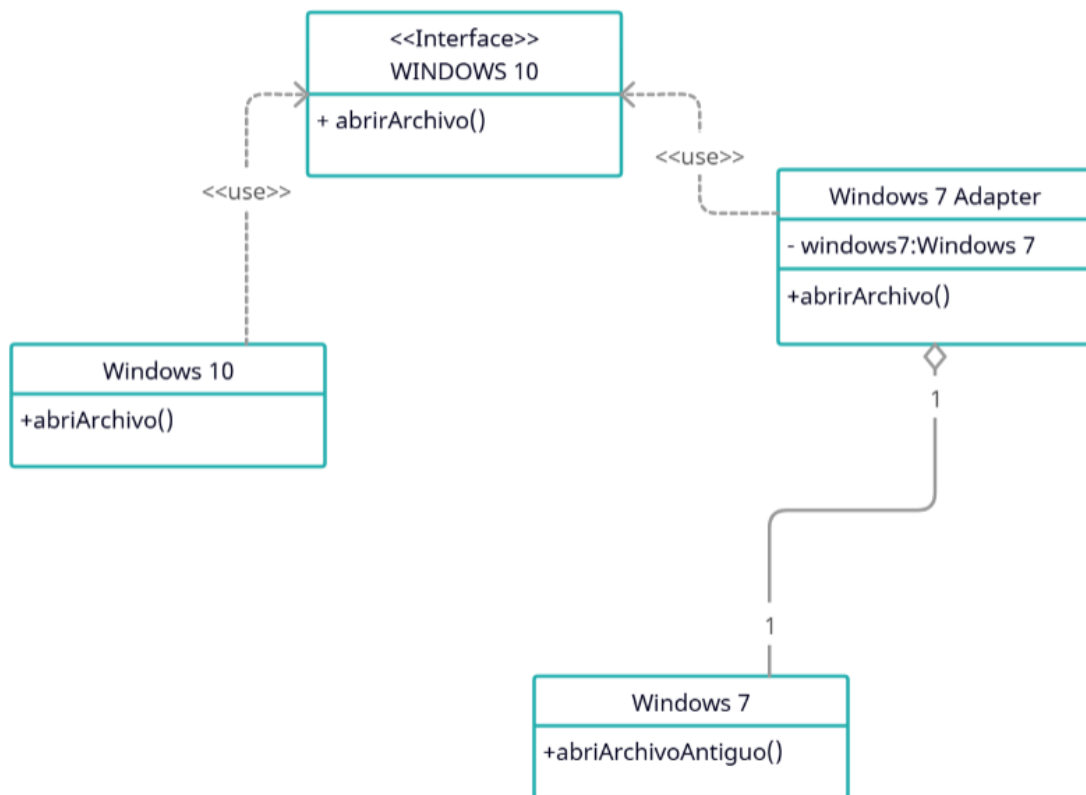 <<Interface>>
WINDOWS 10
+ abrirArchivo()
<<use>>
<<use>>
Windows 7 Adapter
- windows7:Windows 7
+abrirArchivo()
Windows 10
+abriArchivo()
1
1
Windows 7
+abriArchivoAntiguo()